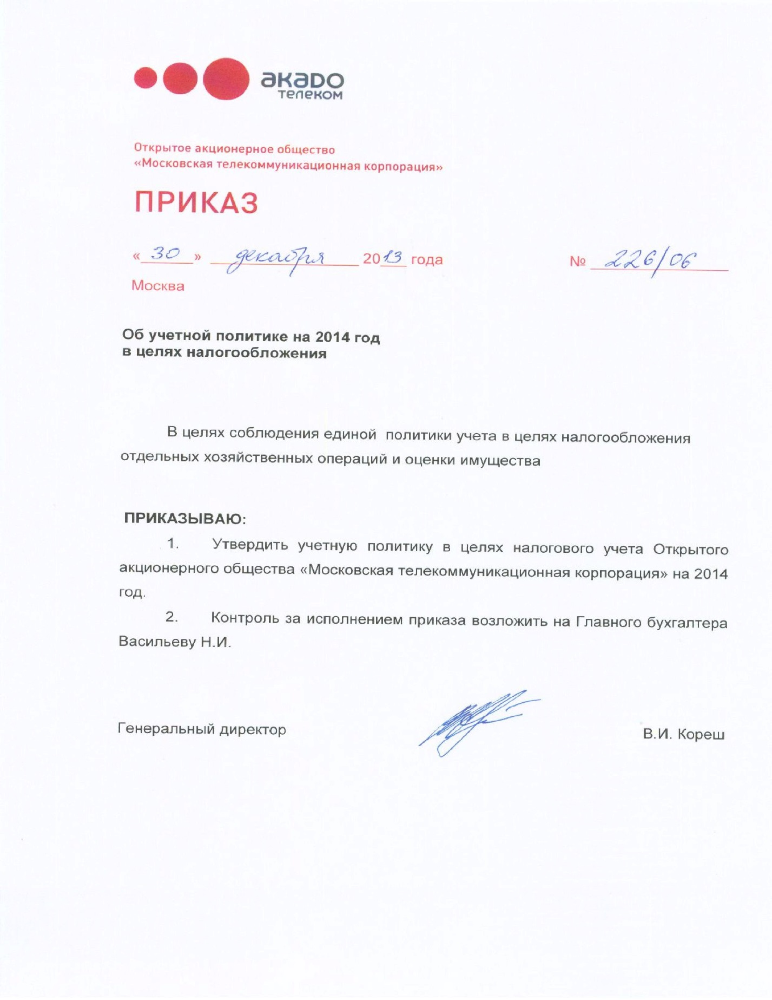 акадо
телеком
Открытое акционерное общество
«Московская телекоммуникационная корпорация»
ПРИКАЗ
«30» декабря 2013 года № 226/06
Москва
Об учетной политике на 2014 год
в целях налогообложения
В целях соблюдения единой политики учета в целях налогообложения
отдельных хозяйственных операций и оценки имущества
ПРИКАЗЫВАЮ:
1. Утвердить учетную политику в целях налогового учета Открытого
акционерного общества «Московская телекоммуникационная корпорация» на 2014
год.
2. Контроль за исполнением приказа возложить на Главного бухгалтера
Васильеву Н.И.
Генеральный директор В.И. Кореш